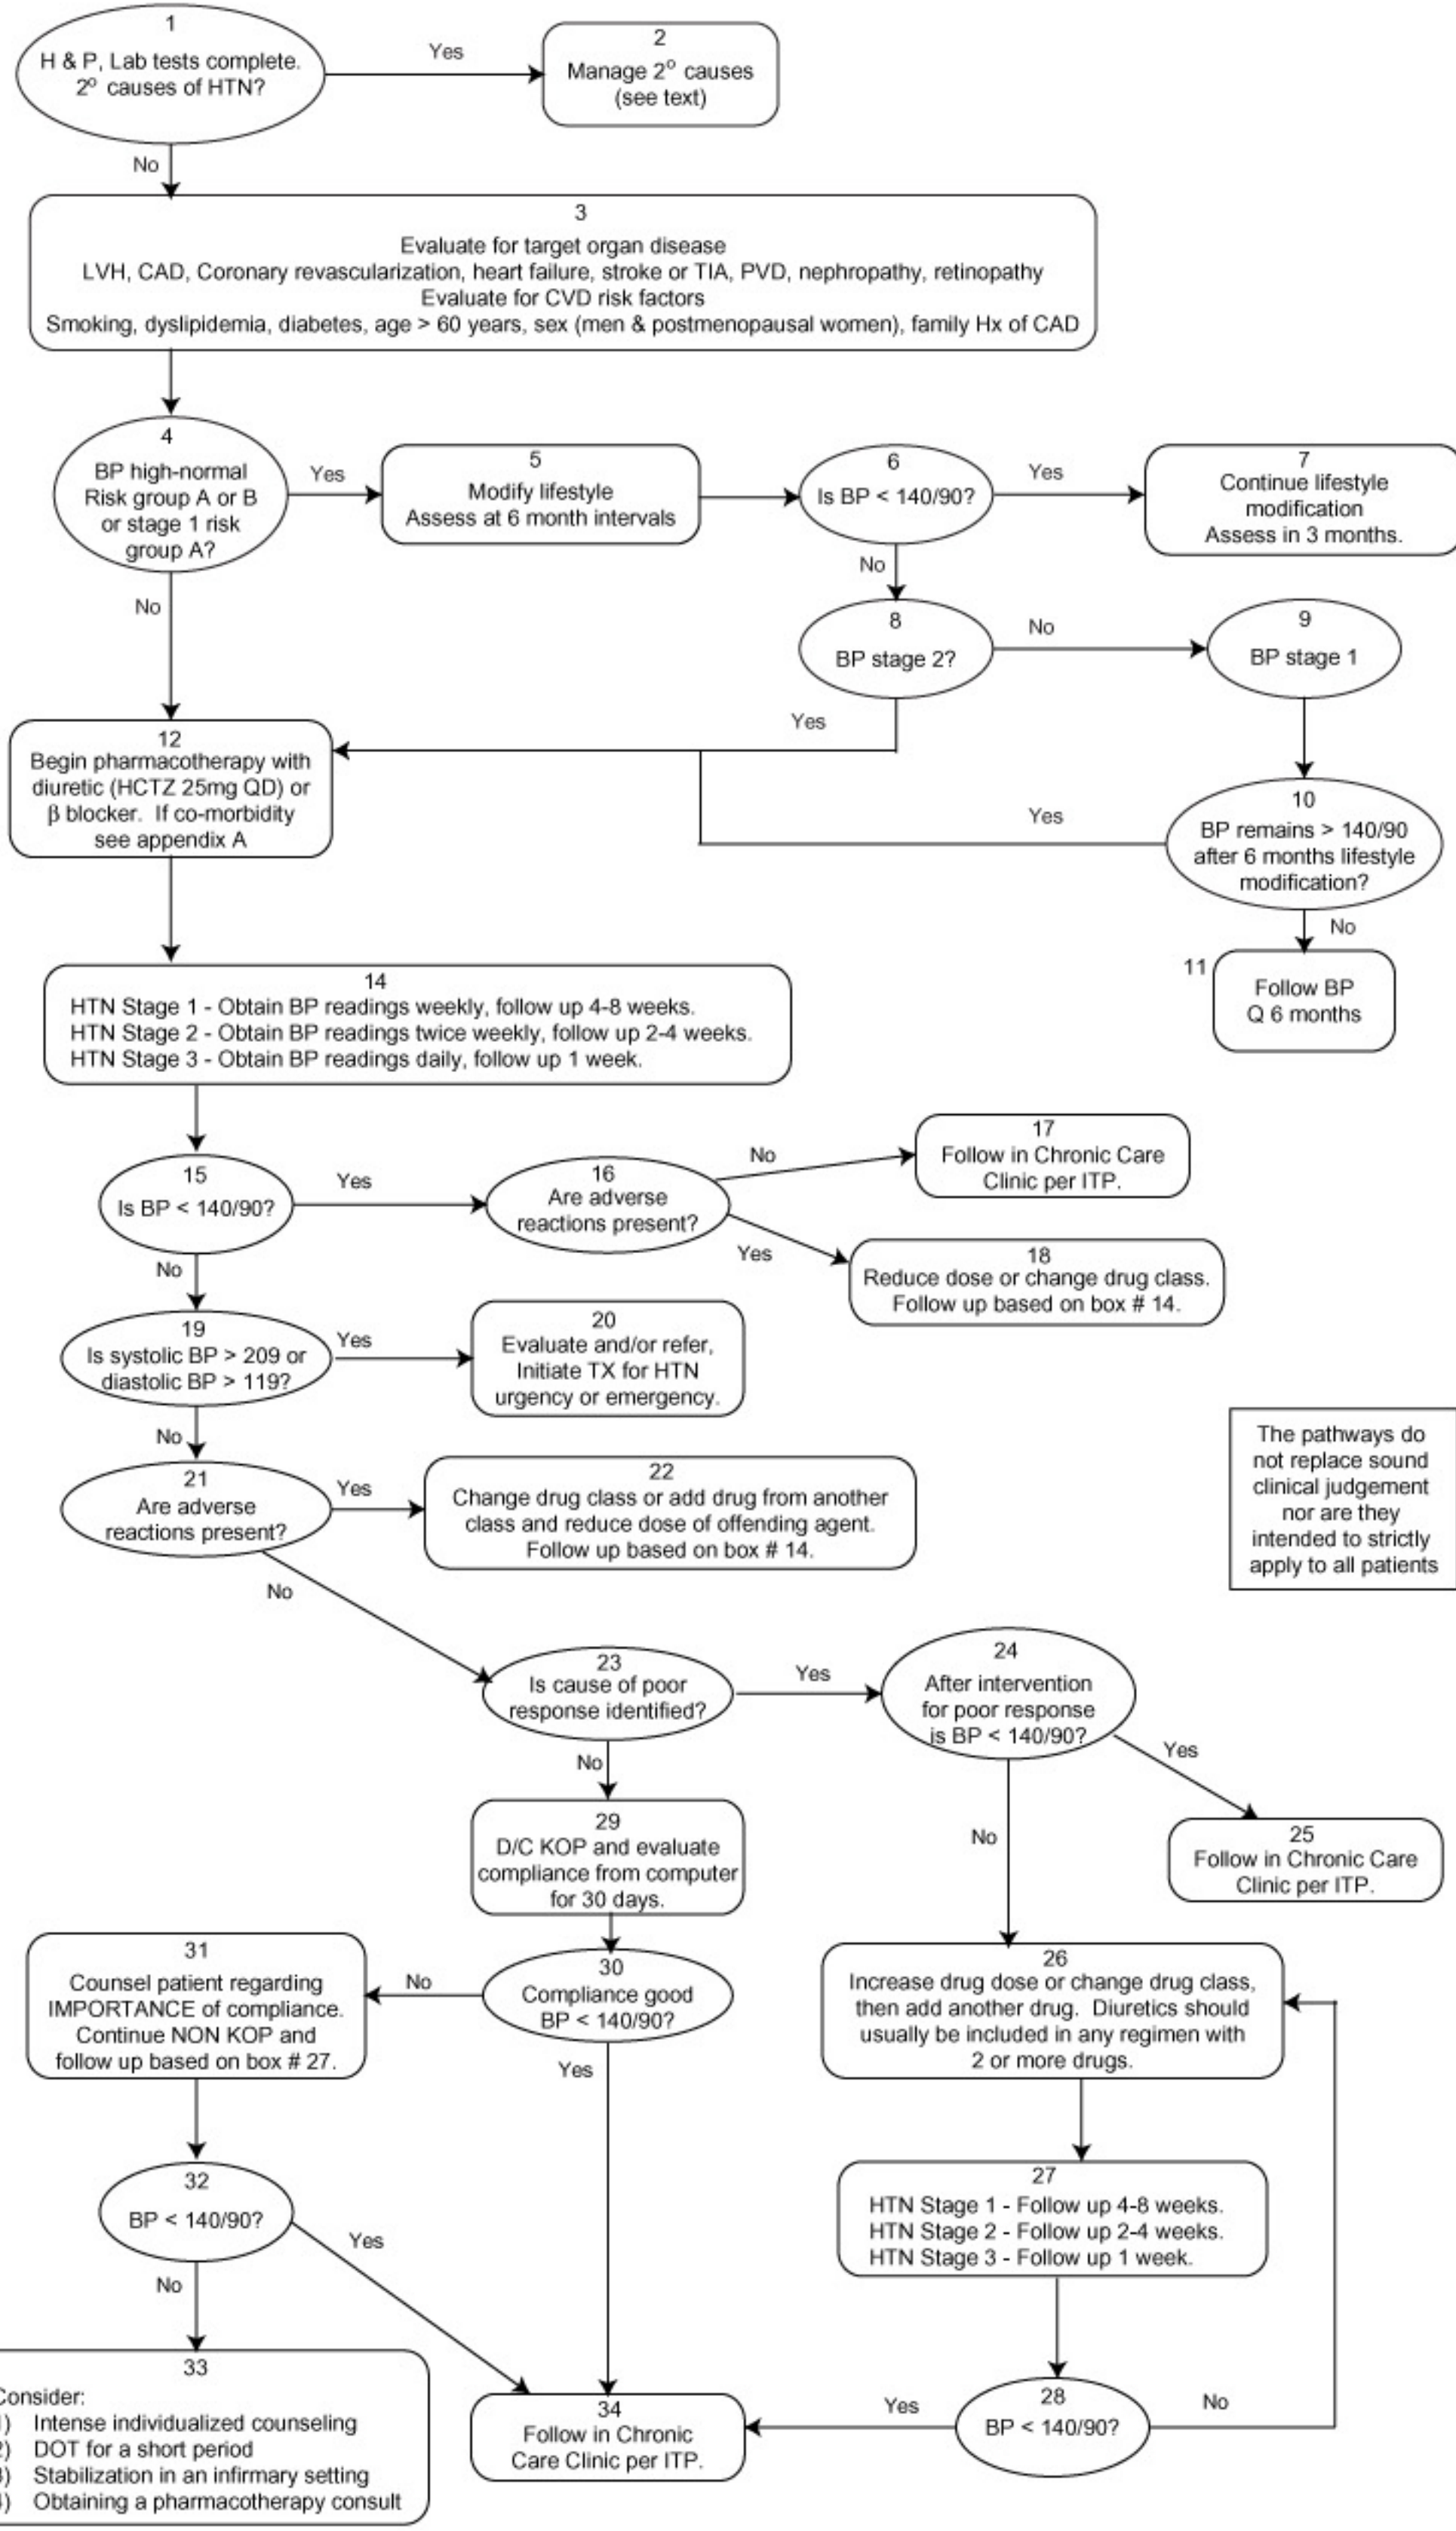 1
H & P, Lab tests complete.
2º causes of HTN?
Yes
2
Manage 2º causes
(see text)
No
3
Evaluate for target organ disease
LVH, CAD, Coronary revascularization, heart failure, stroke or TIA, PVD, nephropathy, retinopathy
Evaluate for CVD risk factors
Smoking, dyslipidemia, diabetes, age > 60 years, sex (men & postmenopausal women), family Hx of CAD
4
BP high-normal
Risk group A or B
or stage 1 risk
group A?
Yes
5
Modify lifestyle
Assess at 6 month intervals
6
Is BP < 140/90?
Yes
7
Continue lifestyle
modification
Assess in 3 months.
No
No
8
BP stage 2?
No
9
BP stage 1
Yes
12
Begin pharmacotherapy with
diuretic (HCTZ 25mg QD) or
β blocker.  If co-morbidity
see appendix A
10
BP remains > 140/90
after 6 months lifestyle
modification?
Yes
No
11
Follow BP
Q 6 months
14
HTN Stage 1 - Obtain BP readings weekly, follow up 4-8 weeks.
HTN Stage 2 - Obtain BP readings twice weekly, follow up 2-4 weeks.
HTN Stage 3 - Obtain BP readings daily, follow up 1 week.
15
Is BP < 140/90?
Yes
16
Are adverse
reactions present?
No
17
Follow in Chronic Care
Clinic per ITP.
Yes
18
Reduce dose or change drug class.
Follow up based on box # 14.
No
19
Is systolic BP > 209 or
diastolic BP > 119?
Yes
20
Evaluate and/or refer,
Initiate TX for HTN
urgency or emergency.
No
21
Are adverse
reactions present?
Yes
22
Change drug class or add drug from another
class and reduce dose of offending agent.
Follow up based on box # 14.
The pathways do
not replace sound
clinical judgement
nor are they
intended to strictly
apply to all patients
No
23
Is cause of poor
response identified?
Yes
24
After intervention
for poor response
is BP < 140/90?
Yes
25
Follow in Chronic Care
Clinic per ITP.
No
No
29
D/C KOP and evaluate
compliance from computer
for 30 days.
30
Compliance good
BP < 140/90?
No
31
Counsel patient regarding
IMPORTANCE of compliance.
Continue NON KOP and
follow up based on box # 27.
Yes
26
Increase drug dose or change drug class,
then add another drug.  Diuretics should
usually be included in any regimen with
2 or more drugs.
27
HTN Stage 1 - Follow up 4-8 weeks.
HTN Stage 2 - Follow up 2-4 weeks.
HTN Stage 3 - Follow up 1 week.
32
BP < 140/90?
Yes
No
33
Consider:
1) Intense individualized counseling
2) DOT for a short period
3) Stabilization in an infirmary setting
4) Obtaining a pharmacotherapy consult
34
Follow in Chronic
Care Clinic per ITP.
Yes
28
BP < 140/90?
No